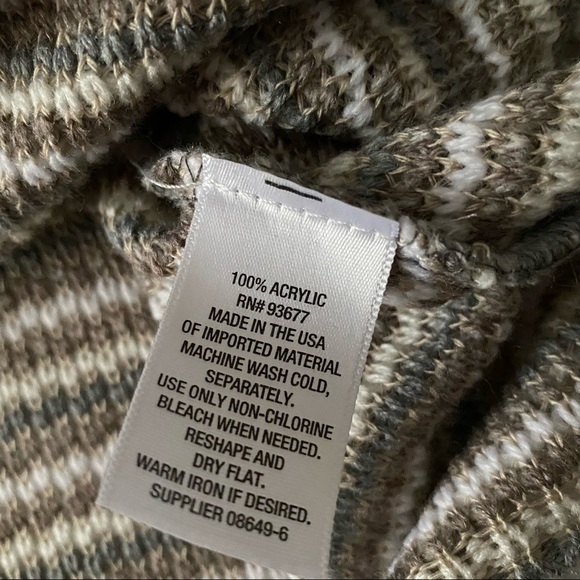 100% ACRYLIC
RN# 93677
MADE IN THE USA
OF IMPORTED MATERIAL
MACHINE WASH COLD,
SEPARATELY.
USE ONLY NON-CHLORINE
BLEACH WHEN NEEDED.
RESHAPE AND
DRY FLAT.
WARM IRON IF DESIRED.
SUPPLIER 08649-6